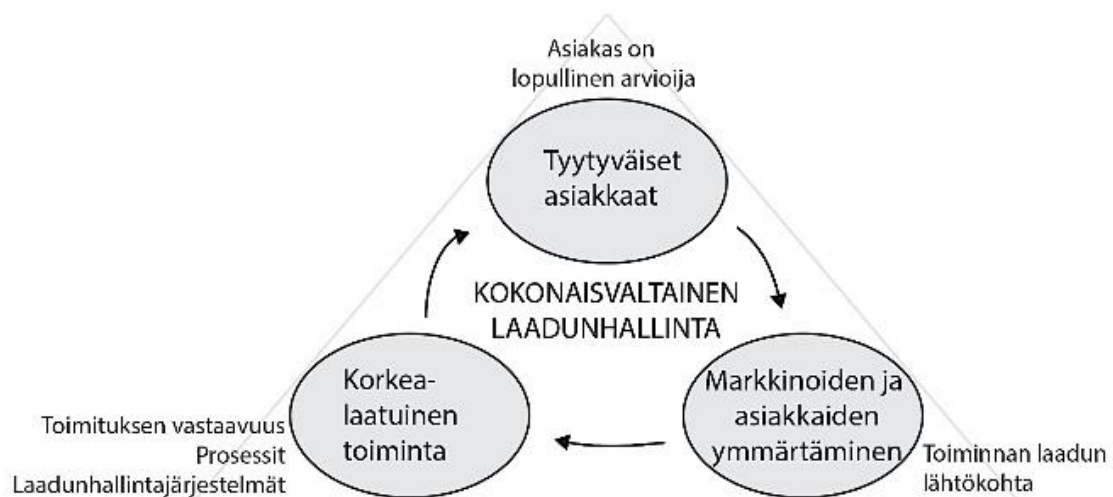 Asiakas on
lopullinen arvioija
Tyytyväiset
asiakkaat
KOKONAISVALTAINEN
LAADUNHALLINTA
Korkea-
laatuinen
toiminta
Markkinoiden ja
asiakkaiden
ymmärtäminen
Toimituksen vastaavuus
Prosessit
Laadunhallintajärjestelmät
Toiminnan laadun
lähtökohta